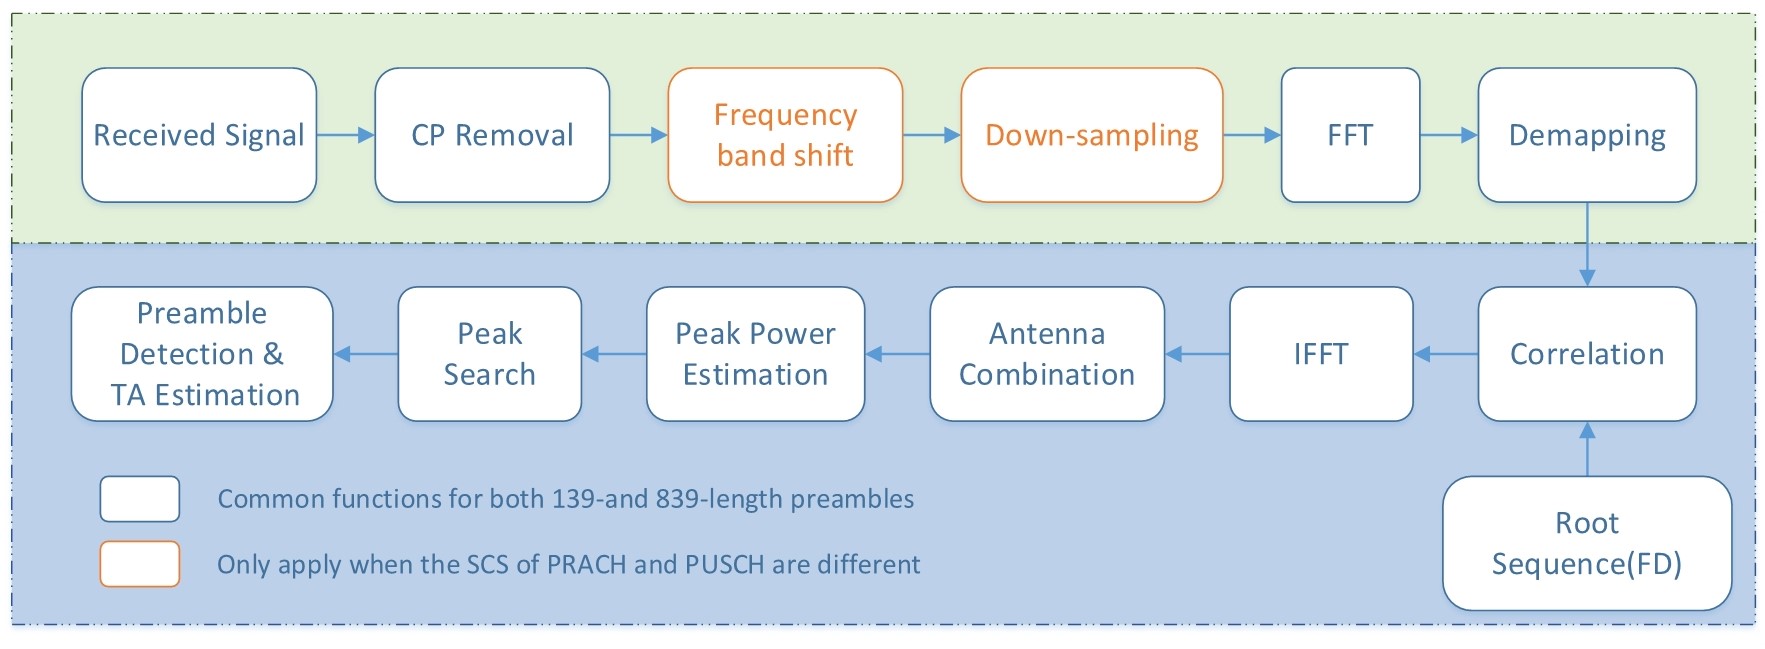 Received Signal
CP Removal
Frequency
band shift
Down-sampling
FFT
Demapping
Preamble
Detection &
TA Estimation
Peak
Search
Peak Power
Estimation
Antenna
Combination
IFFT
Correlation
Common functions for both 139-and 839-length preambles
Only apply when the SCS of PRACH and PUSCH are different
Root
Sequence(FD)